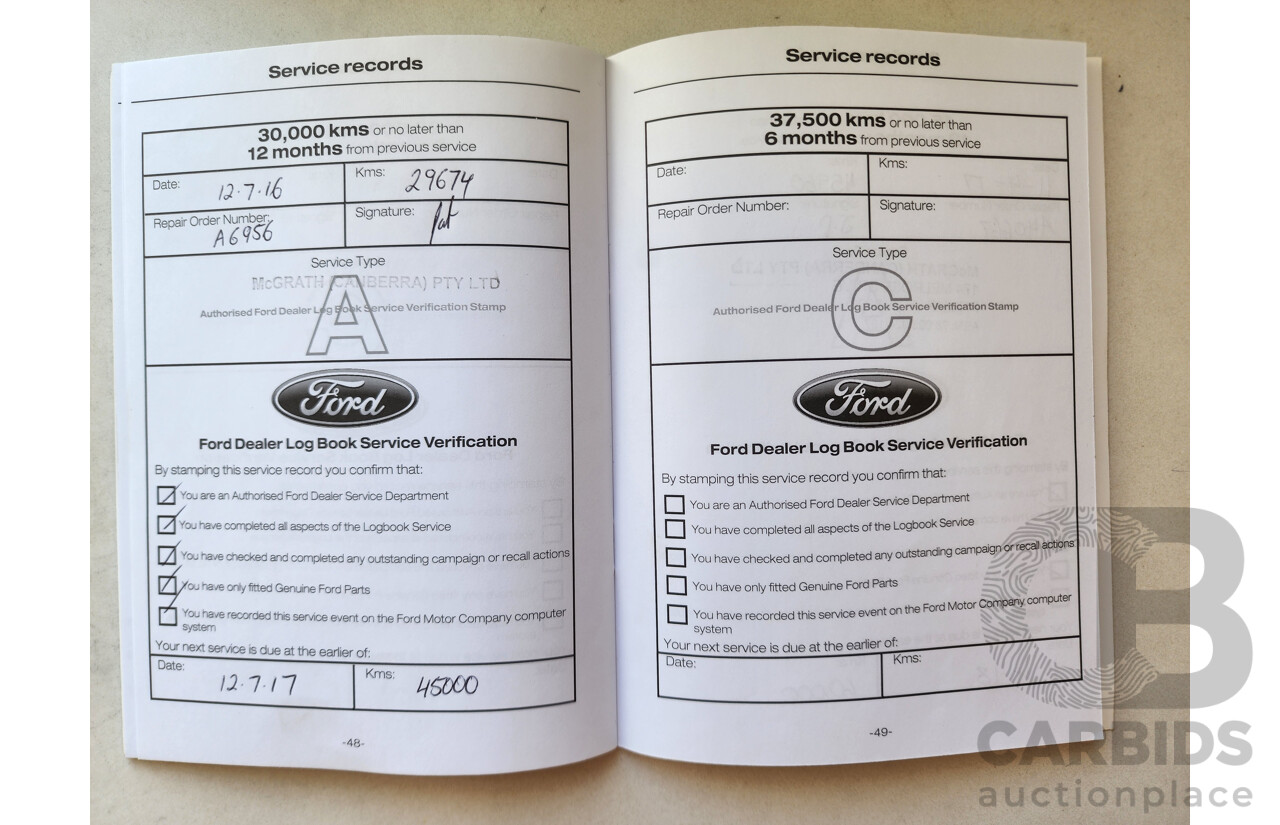 Service records
30,000 kms or no later than
12 months from previous service
Date: 12.7.16
Kms: 29674
Repair Order Number: A6956
Signature:
Service Type
McGRATH (CANBERRA) PTY LTD
A
Authorised Ford Dealer Log Book Service Verification Stamp
Ford
Ford Dealer Log Book Service Verification
By stamping this service record you confirm that:
You are an Authorised Ford Dealer Service Department
You have completed all aspects of the Logbook Service
You have checked and completed any outstanding campaign or recall actions
You have only fitted Genuine Ford Parts
You have recorded this service event on the Ford Motor Company computer
system
Your next service is due at the earlier of:
Date: 12.7.17
Kms: 45000
-48-
Service records
37,500 kms or no later than
6 months from previous service
Date:
Kms:
Repair Order Number:
Signature:
Service Type
C
Authorised Ford Dealer Log Book Service Verification Stamp
Ford
Ford Dealer Log Book Service Verification
By stamping this service record you confirm that:
You are an Authorised Ford Dealer Service Department
You have completed all aspects of the Logbook Service
You have checked and completed any outstanding campaign or recall actions
You have only fitted Genuine Ford Parts
You have recorded this service event on the Ford Motor Company computer
system
Your next service is due at the earlier of:
Date:
Kms:
-49-
CB
CARBIDS
auctionplace